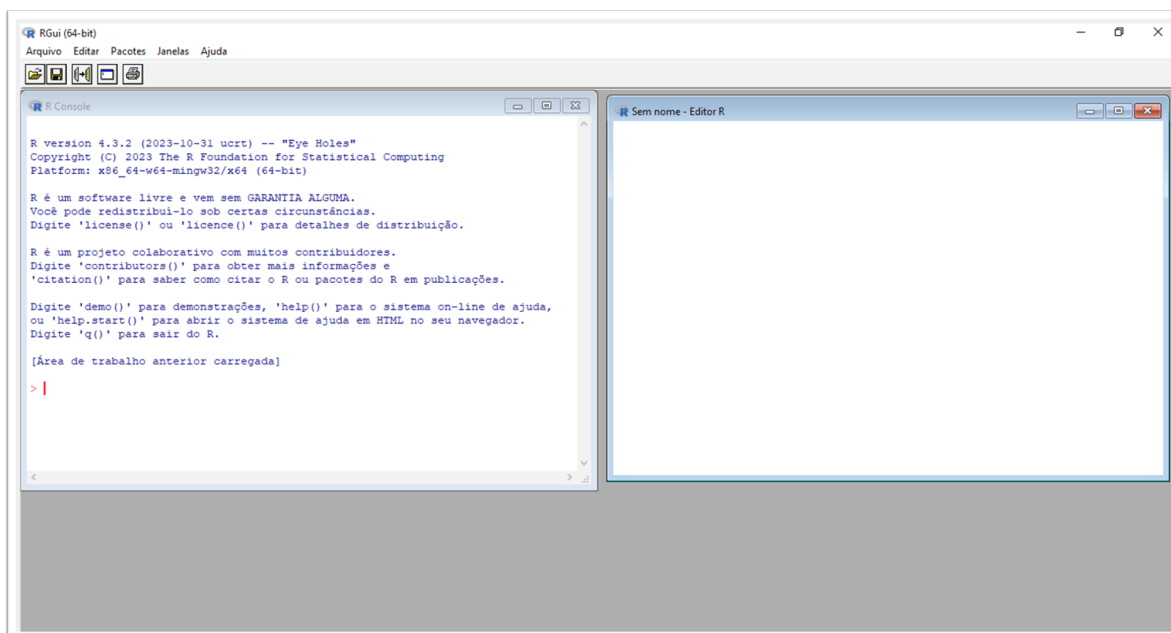 RGui (64-bit)
Arquivo Editar Pacotes Janelas Ajuda
R Console
R version 4.3.2 (2023-10-31 ucrt) -- "Eye Holes"
Copyright (C) 2023 The R Foundation for Statistical Computing
Platform: x86_64-w64-mingw32/x64 (64-bit)
R é um software livre e vem sem GARANTIA ALGUMA.
Você pode redistribuí-lo sob certas circunstâncias.
Digite 'license()' ou 'licence()' para detalhes de distribuição.
R é um projeto colaborativo com muitos contribuidores.
Digite 'contributors()' para obter mais informações e
'citation()' para saber como citar o R ou pacotes do R em publicações.
Digite 'demo()' para demonstrações, 'help()' para o sistema on-line de ajuda,
ou 'help.start()' para abrir o sistema de ajuda em HTML no seu navegador.
Digite 'q()' para sair do R.
[Área de trabalho anterior carregada]
>
Sem nome - Editor R